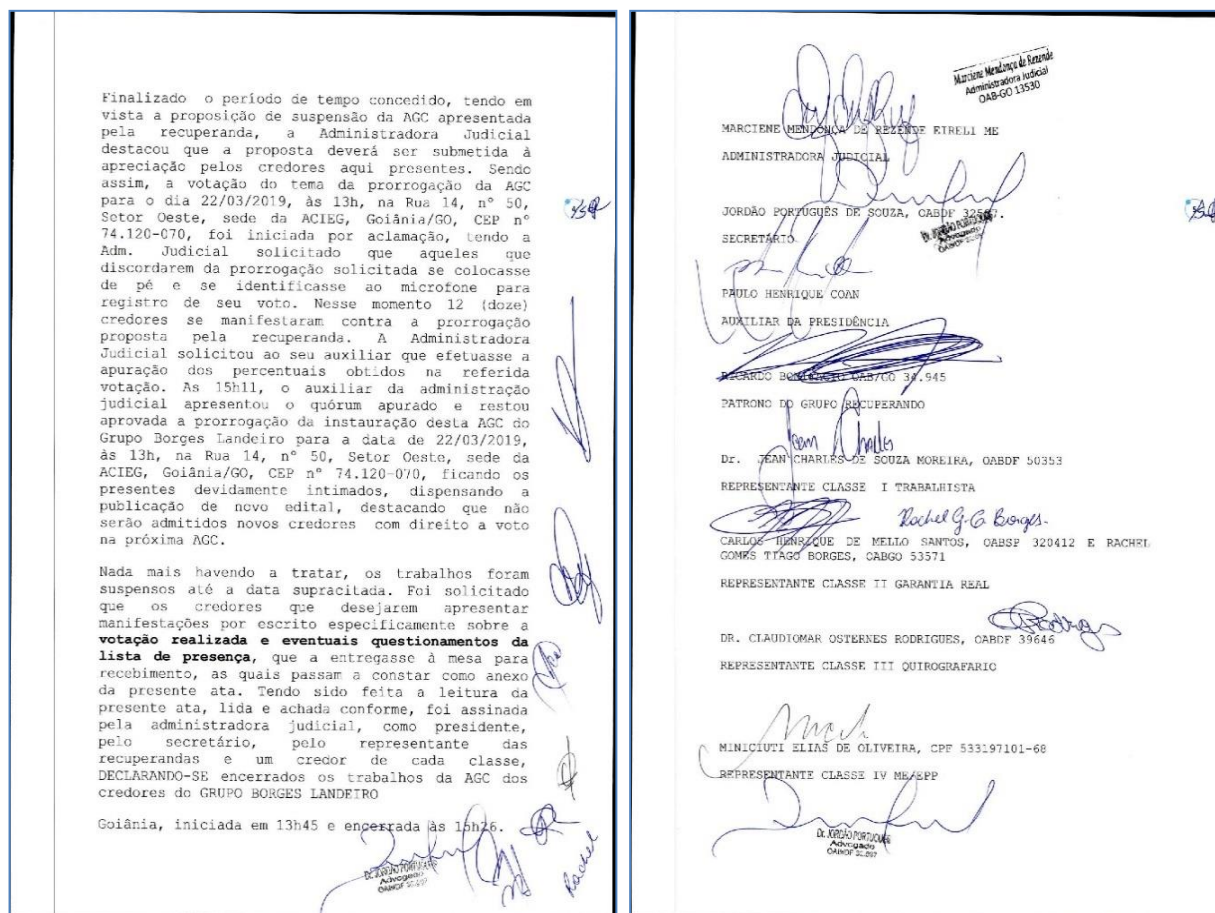 Finalizado o período de tempo concedido, tendo em
vista a proposição de suspensão da AGC apresentada
pela recuperanda, a Administradora Judicial
destacou que a proposta deverá ser submetida à
apreciação pelos credores aqui presentes. Sendo
assim, a votação do tema da prorrogação da AGC
para o dia 22/03/2019, às 13h, na Rua 14, nº 50,
Setor Oeste, sede da ACIEG, Goiânia/GO, CEP nº
74.120-070, foi iniciada por aclamação, tendo a
Adm. Judicial solicitado que aqueles que
discordarem da prorrogação solicitada se colocasse
de pé e se identificasse ao microfone para
registro de seu voto. Nesse momento 12 (doze)
credores se manifestaram contra a prorrogação
proposta pela recuperanda. A Administradora
Judicial solicitou ao seu auxiliar que efetuasse a
apuração dos percentuais obtidos na referida
votação. As 15h11, o auxiliar da administração
judicial apresentou o quórum apurado e restou
aprovada a prorrogação da instauração desta AGC do
Grupo Borges Landeiro para a data de 22/03/2019,
às 13h, na Rua 14, nº 50, Setor Oeste, sede da
ACIEG, Goiânia/GO, CEP nº 74.120-070, ficando os
presentes devidamente intimados, dispensando a
publicação de novo edital, destacando que não
serão admitidos novos credores com direito a voto
na próxima AGC.
Nada mais havendo a tratar, os trabalhos foram
suspensos até a data supracitada. Foi solicitado
que os credores que desejarem apresentar
manifestações por escrito especificamente sobre a
votação realizada e eventuais questionamentos da
lista de presença, que a entregasse à mesa para
recebimento, as quais passam a constar como anexo
da presente ata. Tendo sido feita a leitura da
presente ata, lida e achada conforme, foi assinada
pela administradora judicial, como presidente,
pelo secretário, pelo representante das
recuperandas e um credor de cada classe,
DECLARANDO-SE encerrados os trabalhos da AGC dos
credores do GRUPO BORGES LANDEIRO
Goiânia, iniciada em 13h45 e encerrada às 15h26.
Dr. JORDÃO PORTUGUÊS
Advogado
Rachel
Marciene Mendonça de Rezende
Administradora Judicial
OAB-GO 13530
MARCIENE MENDONÇA DE REZENDE EIRELI ME
ADMINISTRADORA JUDICIAL
JORDÃO PORTUGUÊS DE SOUZA, OABDF
Dr. JORDÃO PORTUGUÊS
Advogado
SECRETÁRIO
PAULO HENRIQUE COAN
AUXILIAR DA PRESIDÊNCIA
RICARDO OAB/GO 34.945
PATRONO DO GRUPO RECUPERANDO
Jean Charles
Dr. JEAN CHARLES DE SOUZA MOREIRA, OABDF 50353
REPRESENTANTE CLASSE I TRABALHISTA
Rachel G. G. Borges
CARLOS HENRIQUE DE MELLO SANTOS, OABSP 320412 E RACHEL
GOMES TIAGO BORGES, OABGO 53571
REPRESENTANTE CLASSE II GARANTIA REAL
DR. CLAUDIOMAR OSTERNES RODRIGUES, OABDF 39646
REPRESENTANTE CLASSE III QUIROGRAFARIO
MINICIUTI ELIAS DE OLIVEIRA, CPF 533197101-68
REPRESENTANTE CLASSE IV ME/EPP
Dr. JORDÃO PORTUGUÊS
Advogado